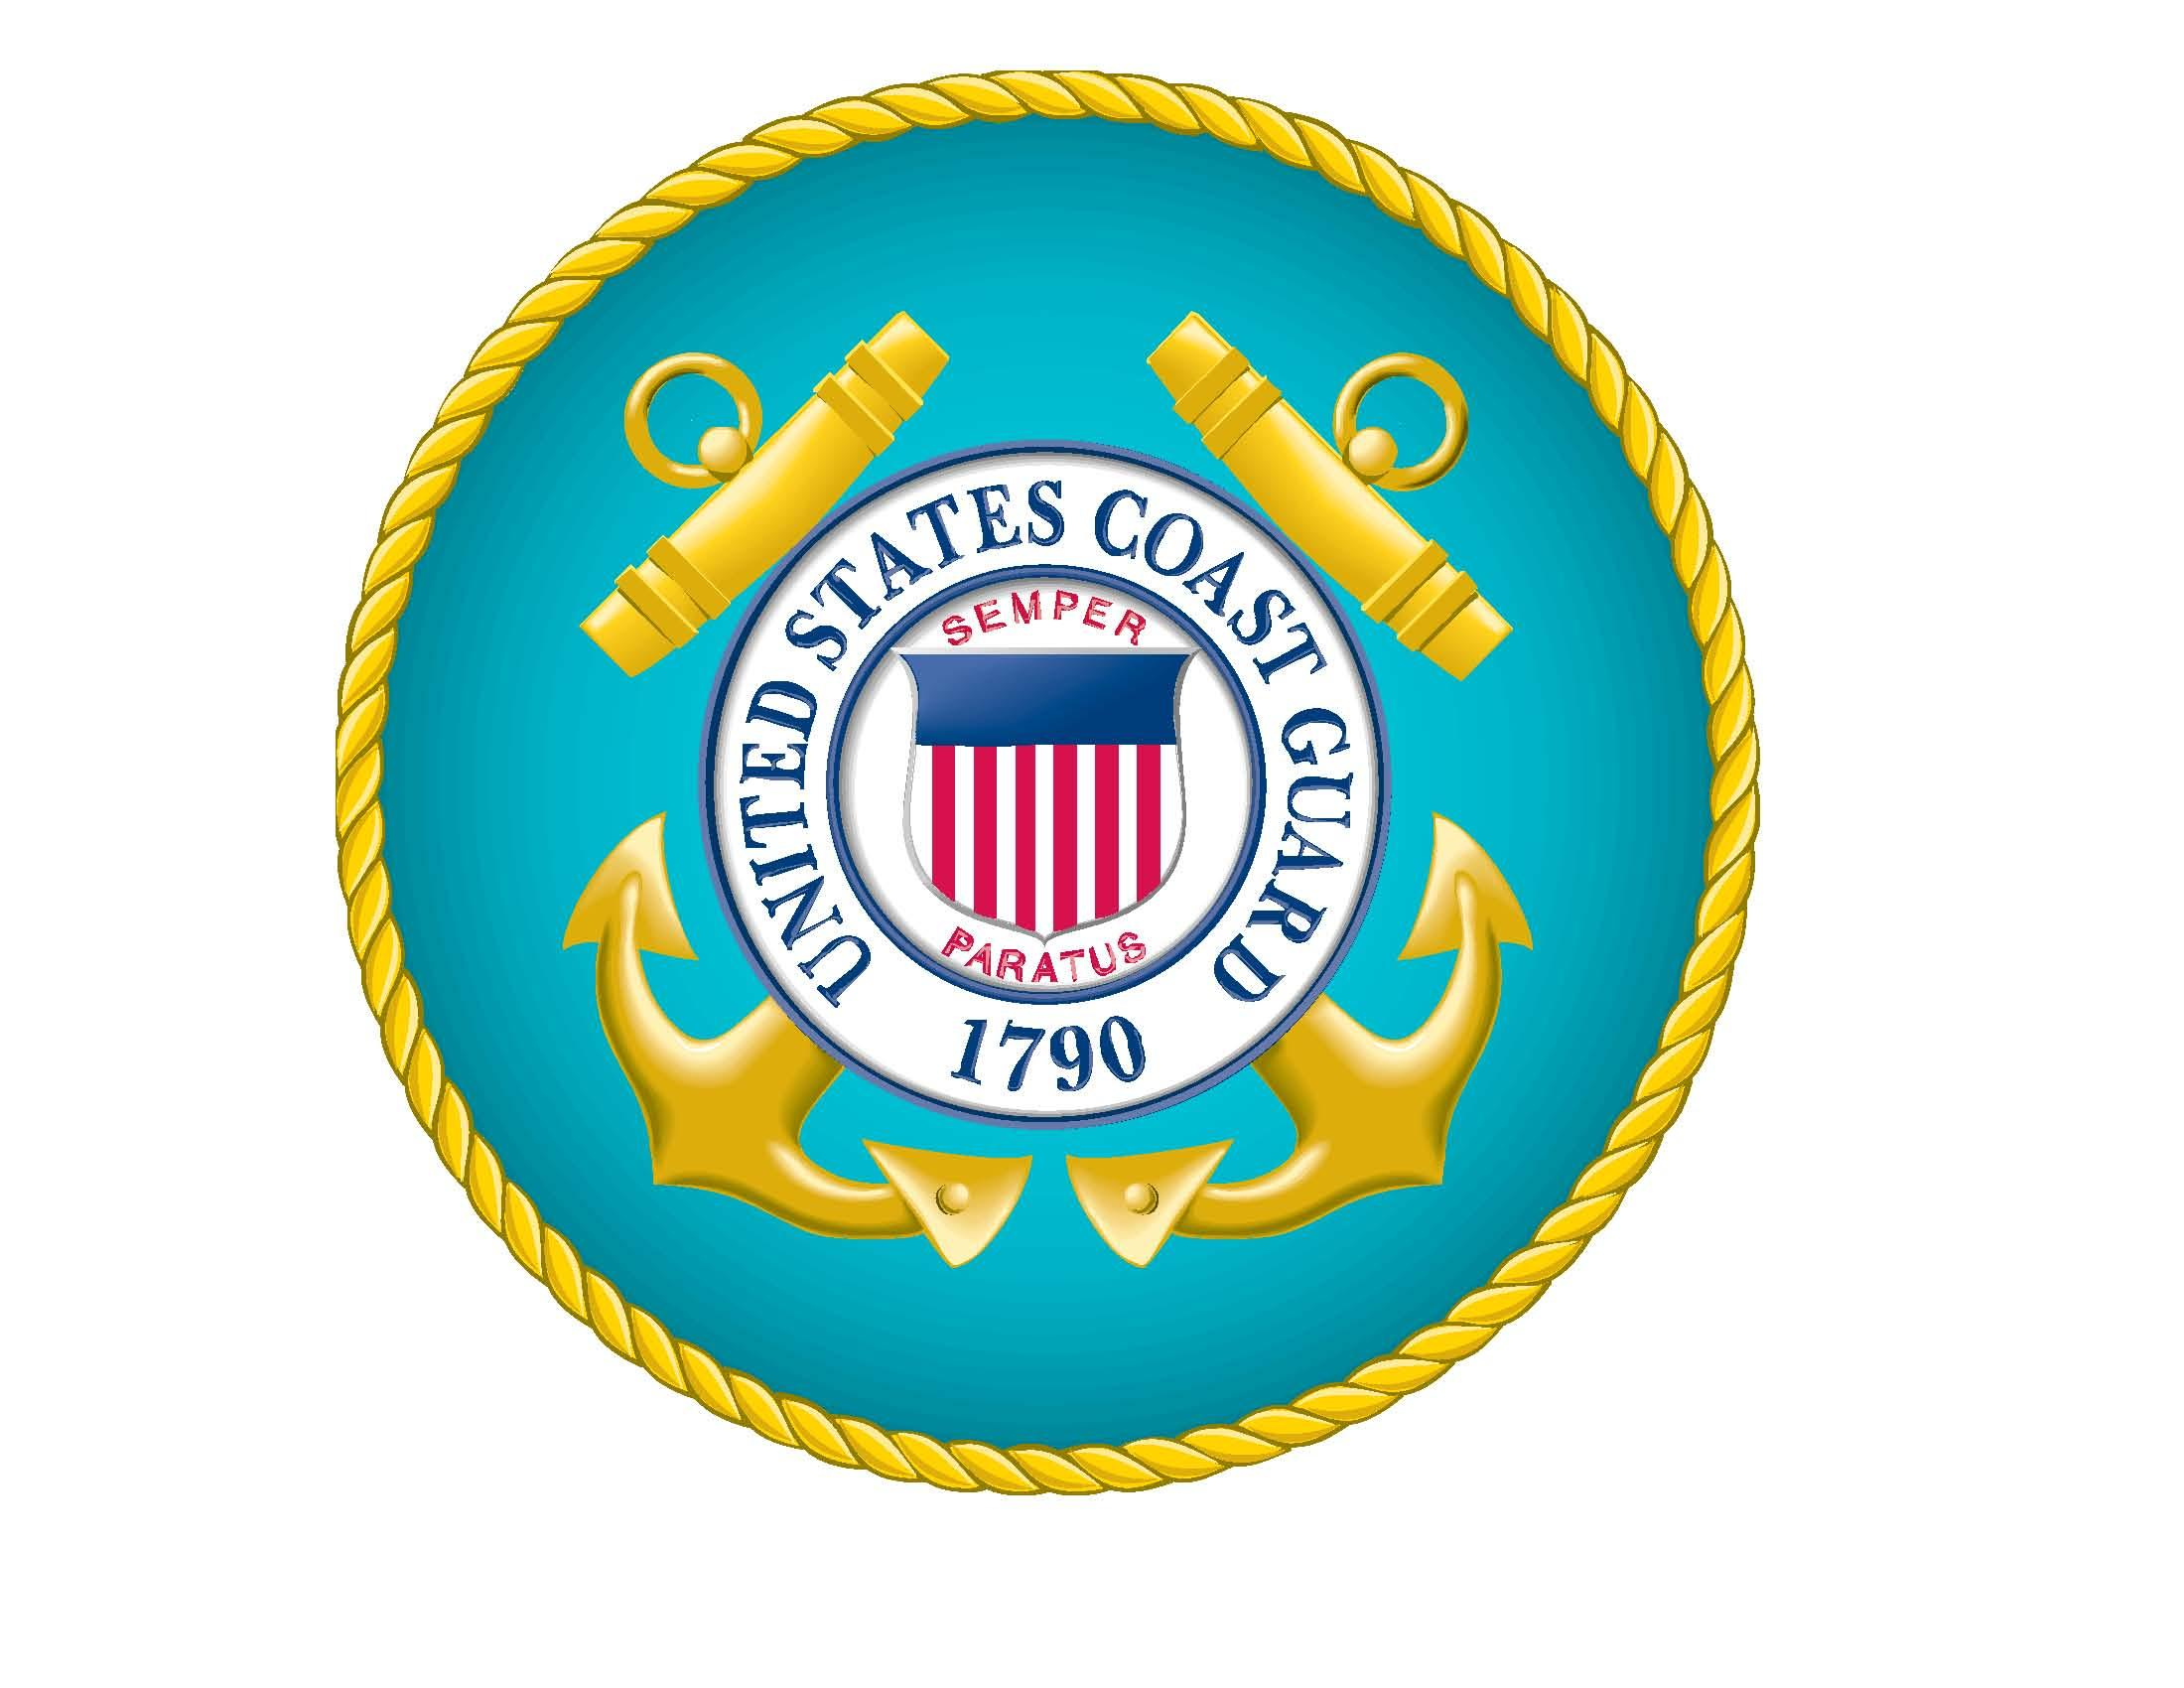 UNITED STATES COAST GUARD
SEMPER
PARATUS
1790